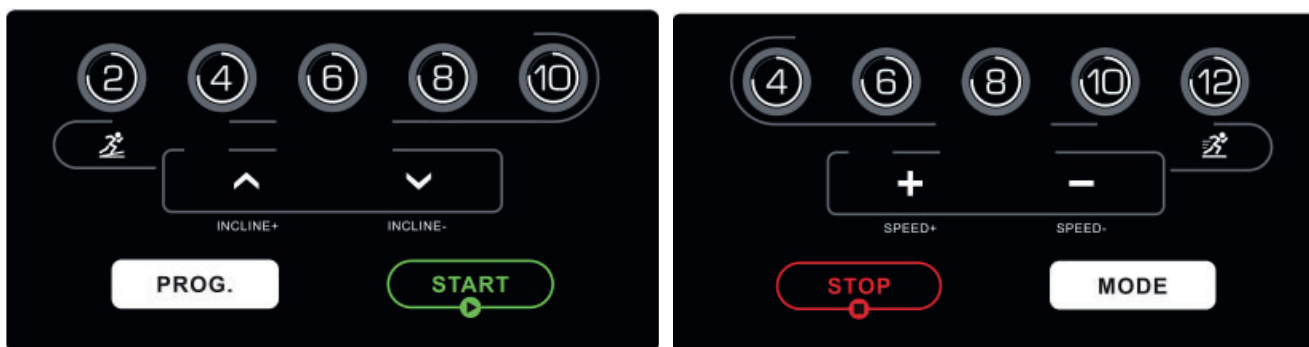 2 4 6 8 10
INCLINE+ INCLINE-
PROG. START
4 6 8 10 12
SPEED+ SPEED-
STOP MODE